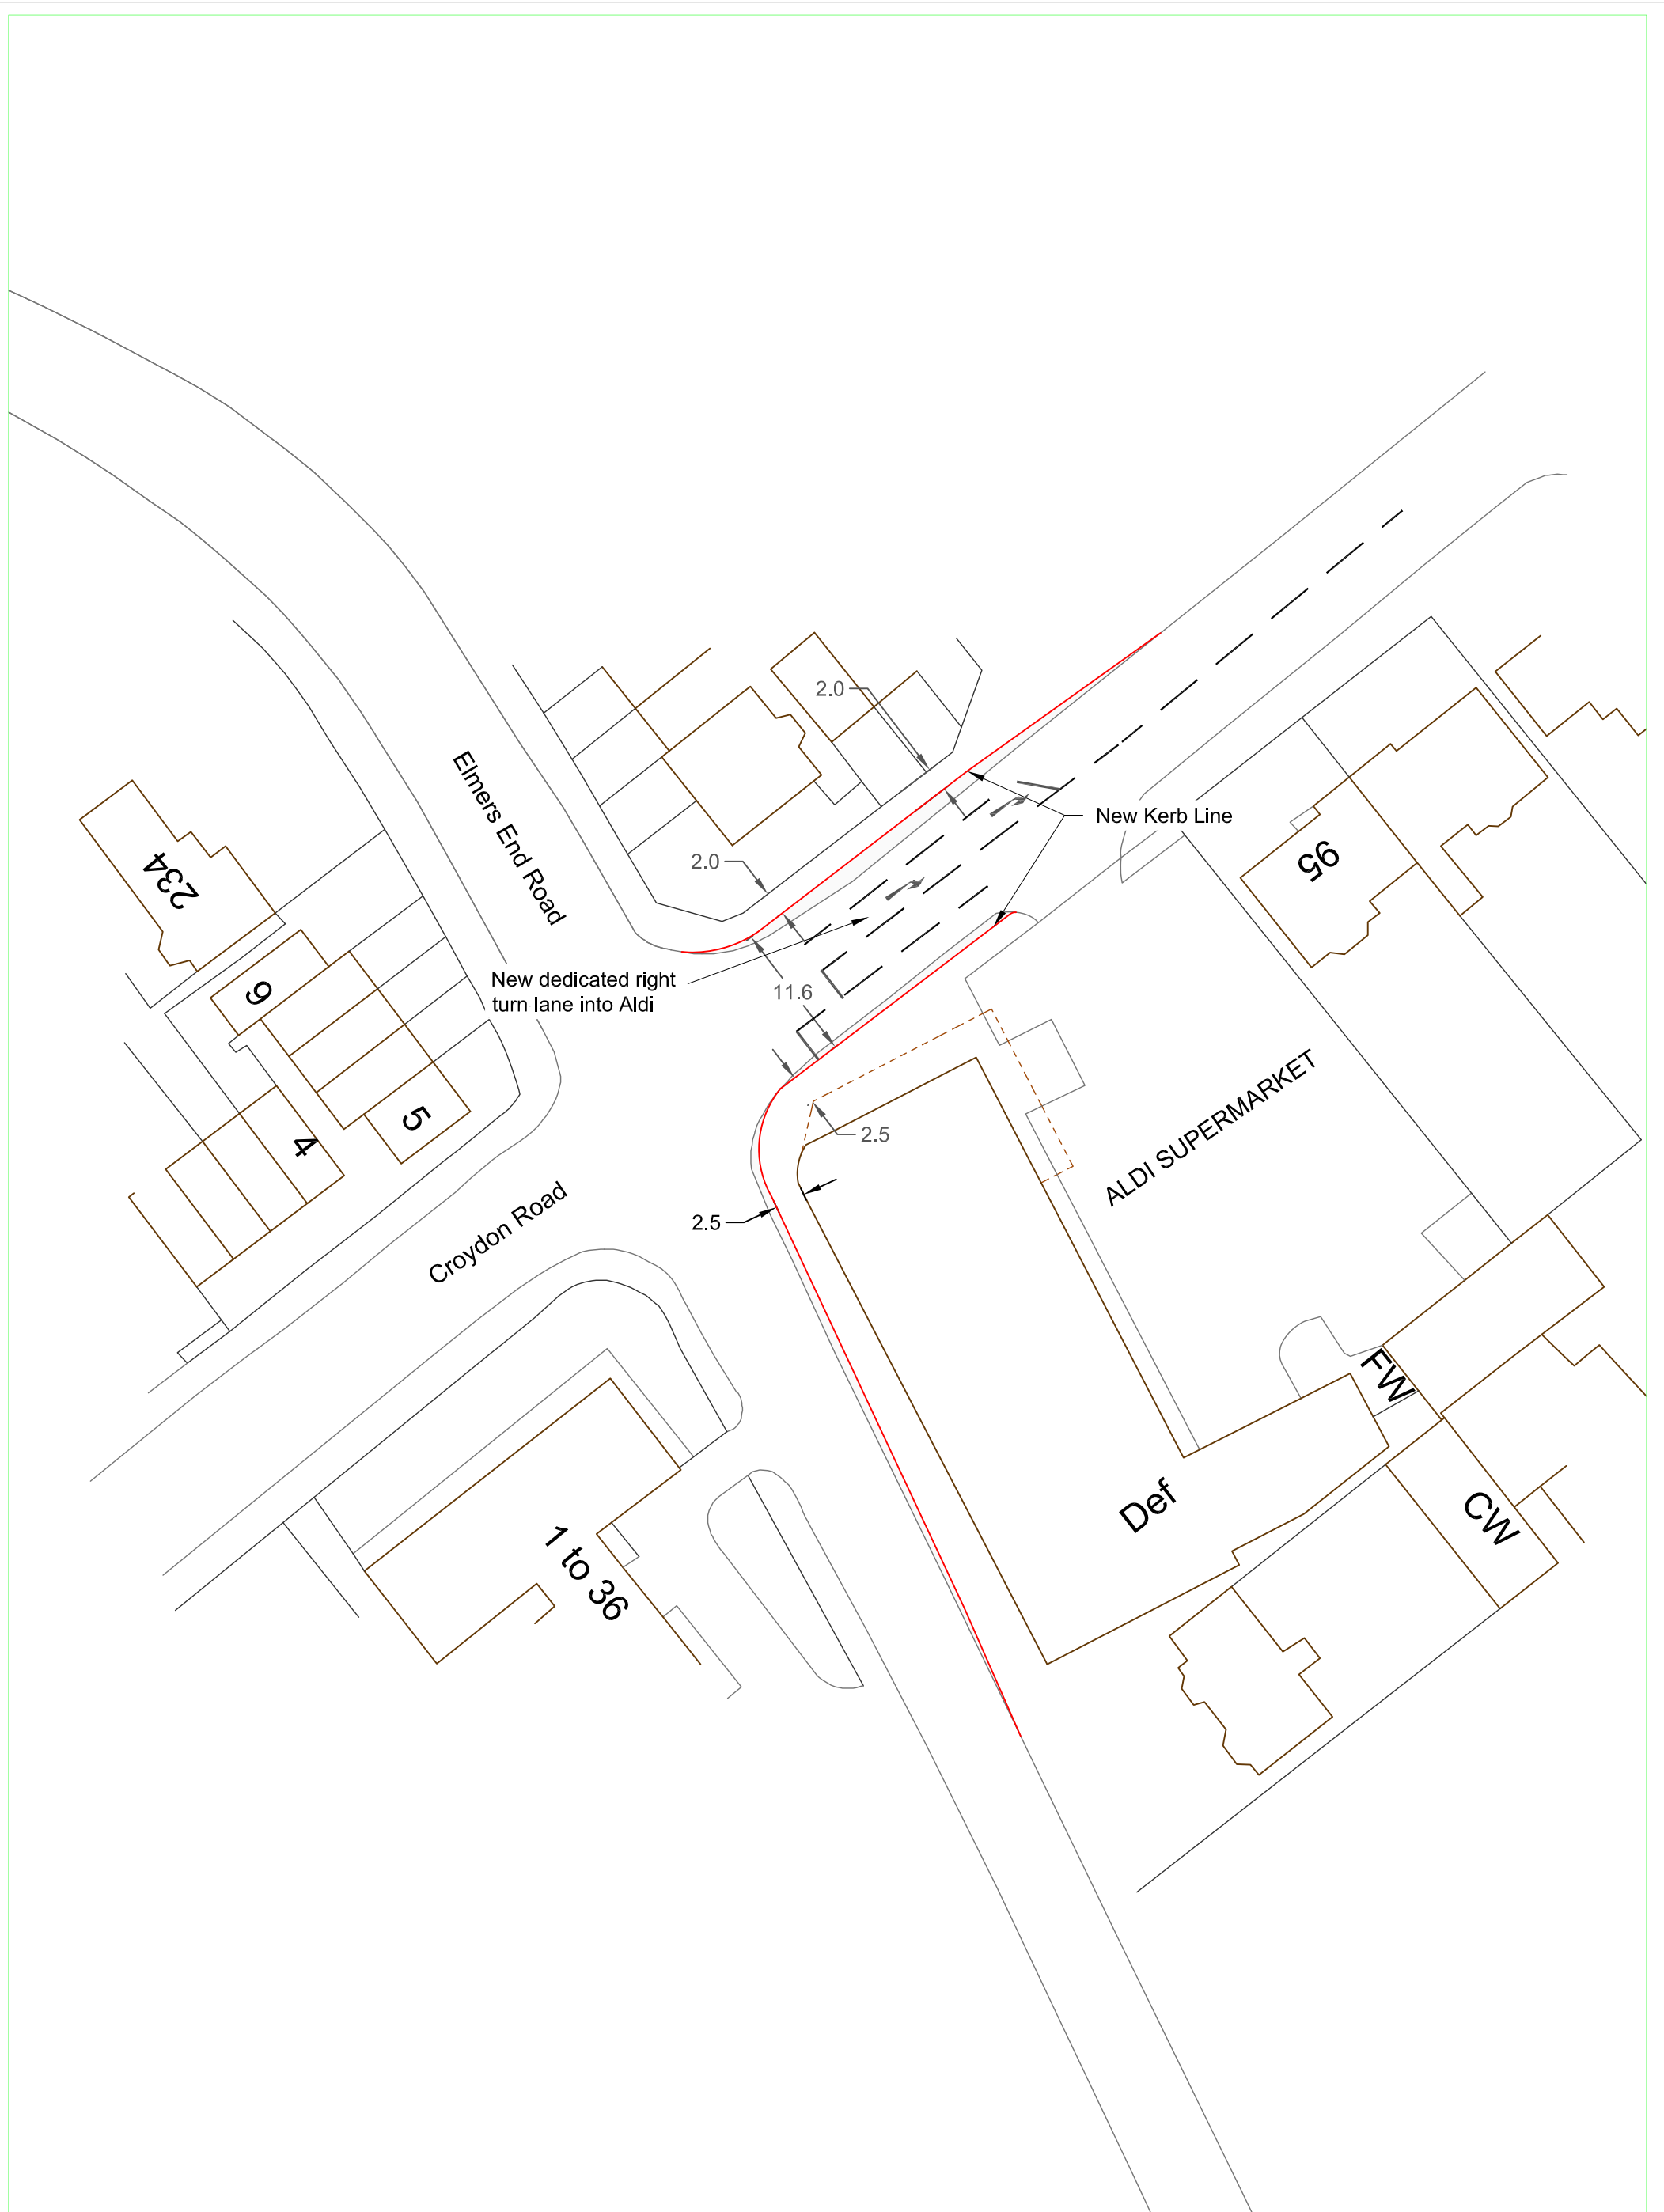 2.0
Elmers End Road
New Kerb Line
234
95
2.0
9
New dedicated right
turn lane into Aldi
11.6
5
4
2.5
ALDI SUPERMARKET
2.5
Croydon Road
FW
Def
CW
1 to 36